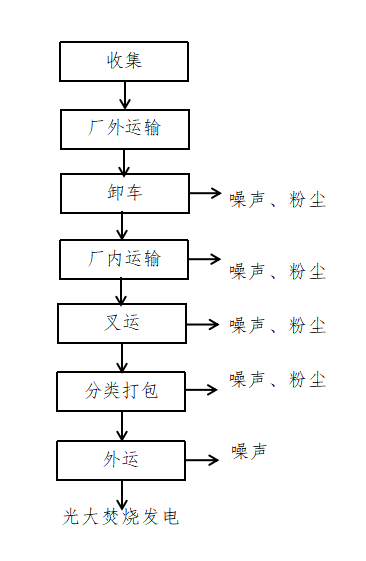 收集
厂外运输
卸车
噪声、粉尘
厂内运输
噪声、粉尘
叉运
噪声、粉尘
分类打包
噪声、粉尘
外运
噪声
光大焚烧发电